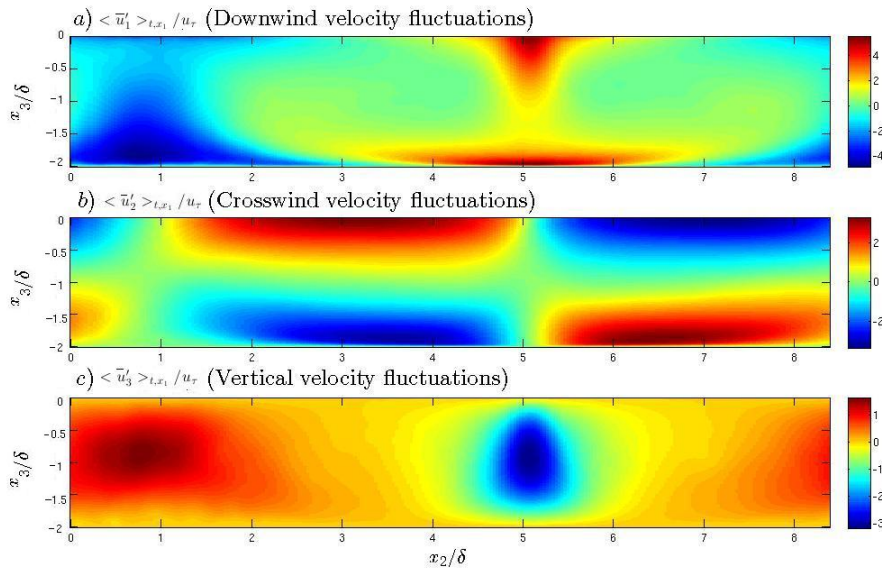 a) < ū′₁ >ₜ,ₓ₁ / u_τ (Downwind velocity fluctuations)
0
-0.5
-1
-1.5
-2
x₃/δ
0 1 2 3 4 5 6 7 8
4
2
0
-2
-4
b) < ū′₂ >ₜ,ₓ₁ / u_τ (Crosswind velocity fluctuations)
0
-0.5
-1
-1.5
-2
x₃/δ
0 1 2 3 4 5 6 7 8
2
0
-2
c) < ū′₃ >ₜ,ₓ₁ / u_τ (Vertical velocity fluctuations)
0
-0.5
-1
-1.5
-2
x₃/δ
0 1 2 3 4 5 6 7 8
1
0
-1
-2
-3
x₂/δ